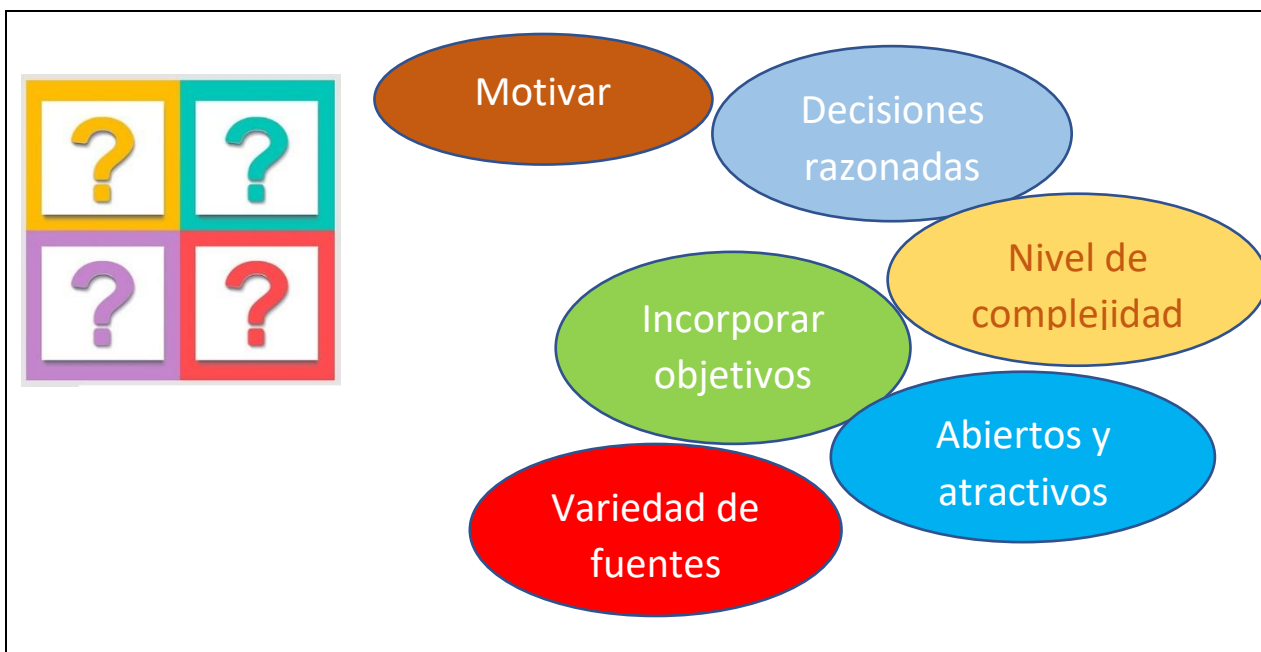 ?
?
?
?
Motivar
Decisiones
razonadas
Nivel de
complejidad
Incorporar
objetivos
Abiertos y
atractivos
Variedad de
fuentes